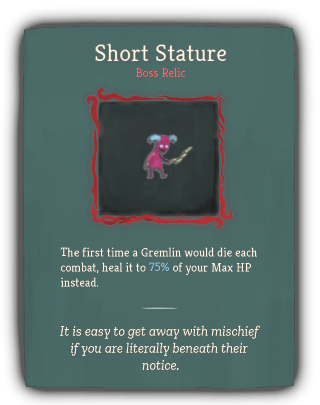 Short Stature
Boss Relic
The first time a Gremlin would die each
combat, heal it to 75% of your Max HP
instead.
It is easy to get away with mischief
if you are literally beneath their
notice.